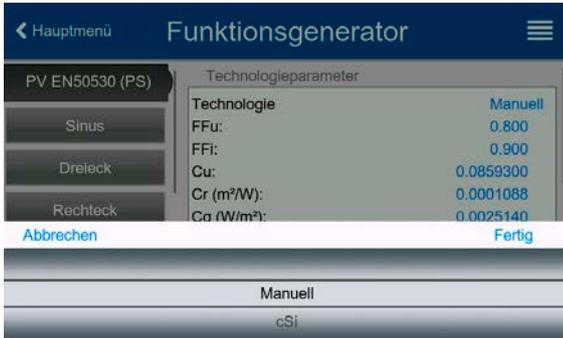 Hauptmenü
Funktionsgenerator
PV EN50530 (PS)
Sinus
Dreieck
Rechteck
Technologieparameter
Technologie Manuell
FFu: 0.800
FFi: 0.900
Cu: 0.0859300
Cr (m²/W): 0.0001088
Cg (W/m²): 0.0025140
Abbrechen Fertig
Manuell
cSi